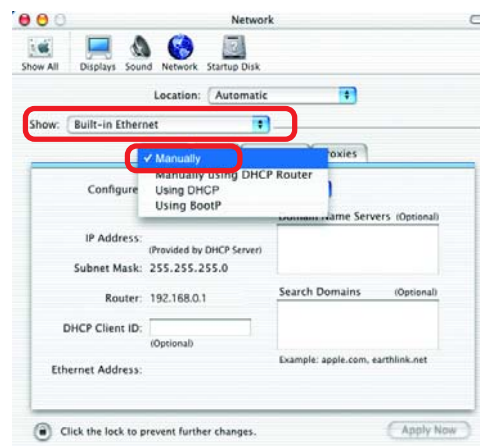 Network
Show All Displays Sound Network Startup Disk
Location: Automatic
Show: Built-in Ethernet
✓ Manually
Manually using DHCP Router
Using DHCP
Using BootP
Proxies
Configure
Domain Name Servers (Optional)
IP Address:
(Provided by DHCP Server)
Subnet Mask: 255.255.255.0
Router: 192.168.0.1
Search Domains (Optional)
DHCP Client ID:
(Optional)
Example: apple.com, earthlink.net
Ethernet Address:
Click the lock to prevent further changes.
Apply Now